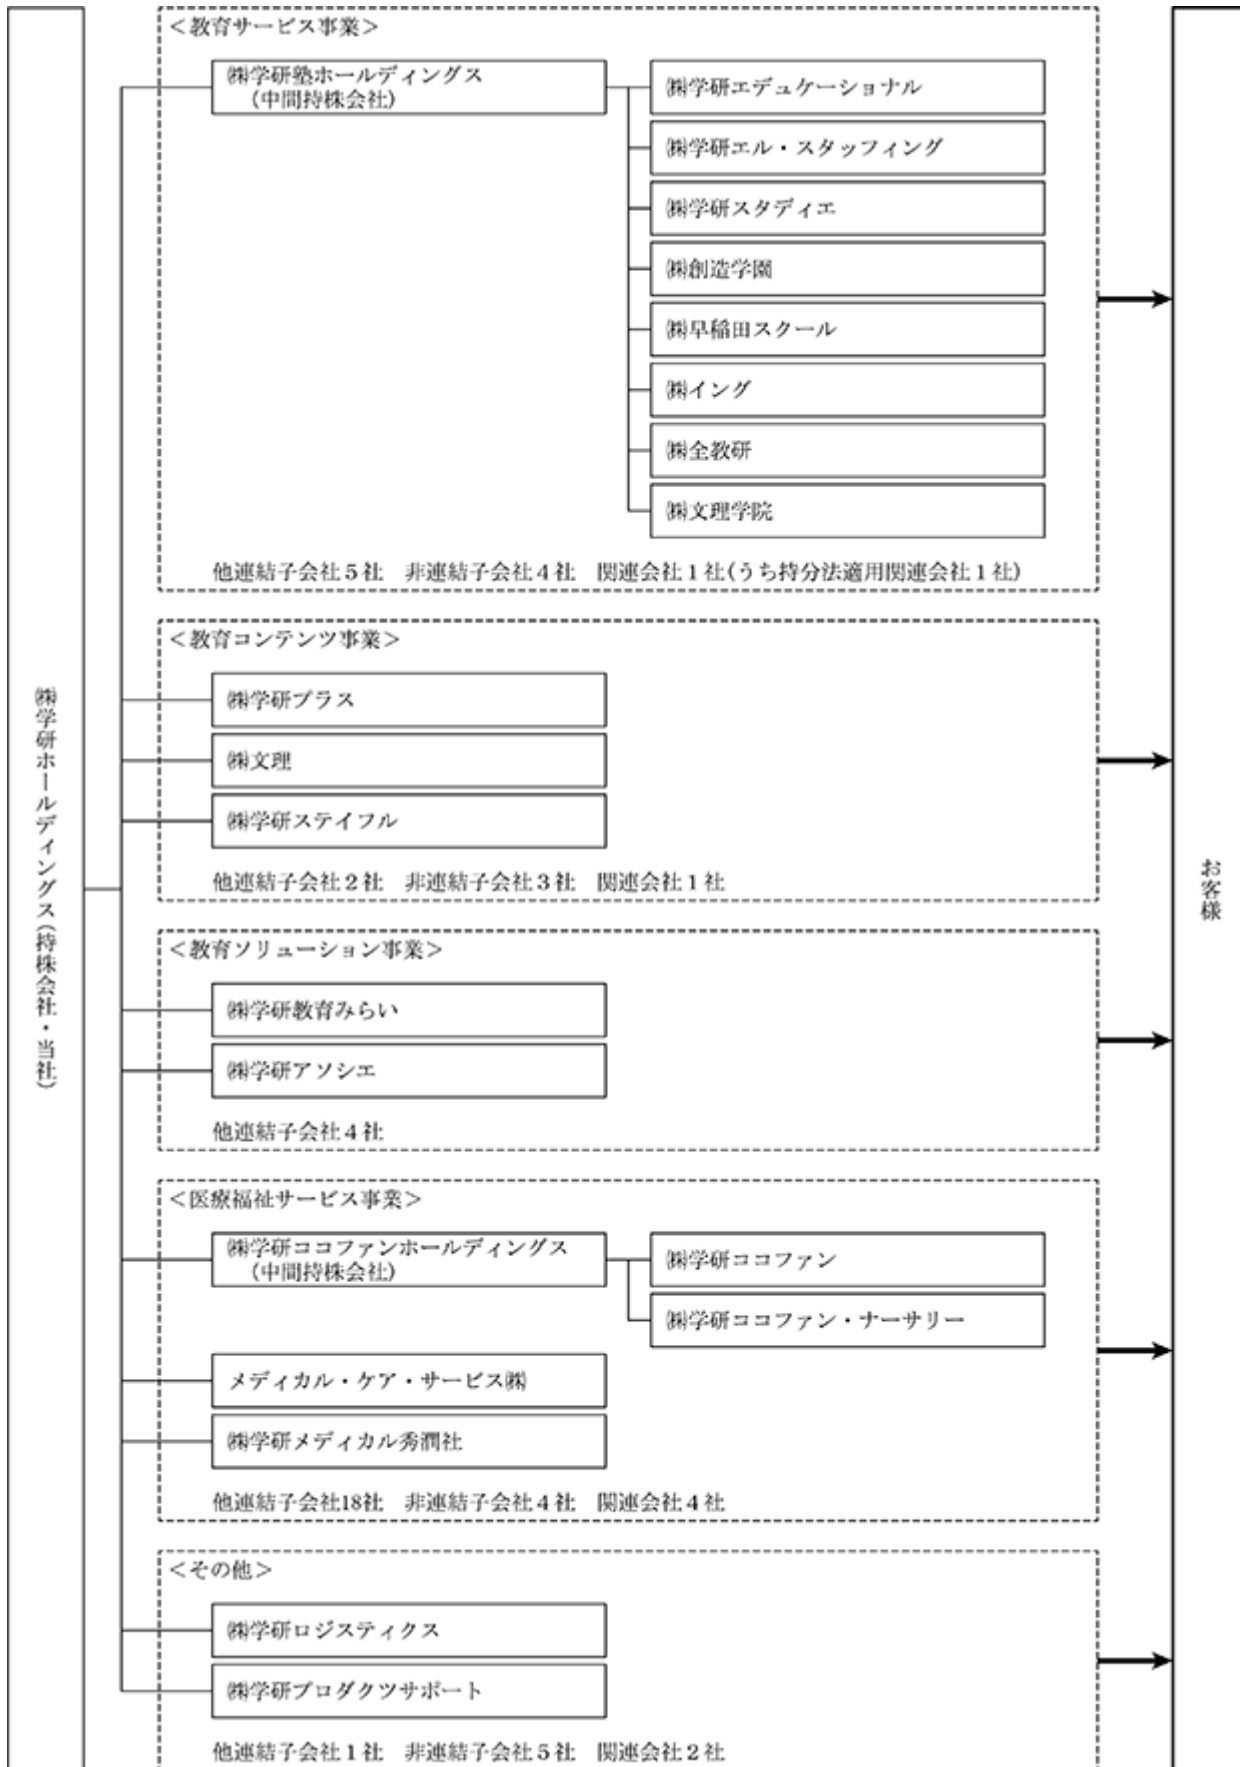 <教育サービス事業>
㈱学研塾ホールディングス
(中間持株会社)
㈱学研エデュケーショナル
㈱学研エル・スタッフィング
㈱学研スタディエ
㈱創造学園
㈱早稲田スクール
㈱イング
㈱全教研
㈱文理学院
他連結子会社5社 非連結子会社4社 関連会社1社(うち持分法適用関連会社1社)
<教育コンテンツ事業>
㈱学研プラス
㈱文理
㈱学研ステイフル
他連結子会社2社 非連結子会社3社 関連会社1社
<教育ソリューション事業>
㈱学研教育みらい
㈱学研アソシエ
他連結子会社4社
<医療福祉サービス事業>
㈱学研ココファンホールディングス
(中間持株会社)
㈱学研ココファン
㈱学研ココファン・ナーサリー
メディカル・ケア・サービス㈱
㈱学研メディカル秀潤社
他連結子会社18社 非連結子会社4社 関連会社4社
<その他>
㈱学研ロジスティクス
㈱学研プロダクツサポート
他連結子会社1社 非連結子会社5社 関連会社2社
㈱学研ホールディングス(持株会社・当社)
お客様